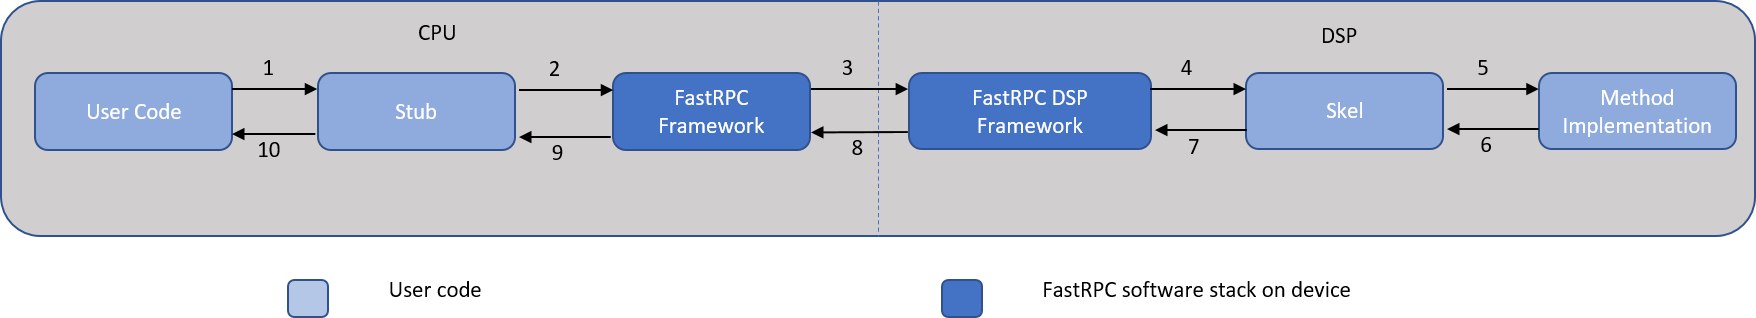 CPU
DSP
1
2
3
4
5
User Code
Stub
FastRPC
Framework
FastRPC DSP
Framework
Skel
Method
Implementation
10
9
8
7
6
User code
FastRPC software stack on device